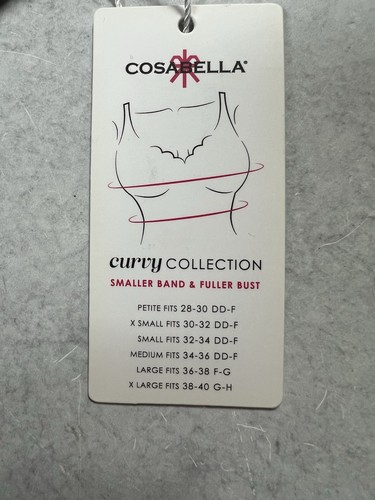 COSABELLA®
curvy COLLECTION
SMALLER BAND & FULLER BUST
PETITE FITS 28-30 DD-F
X SMALL FITS 30-32 DD-F
SMALL FITS 32-34 DD-F
MEDIUM FITS 34-36 DD-F
LARGE FITS 36-38 F-G
X LARGE FITS 38-40 G-H